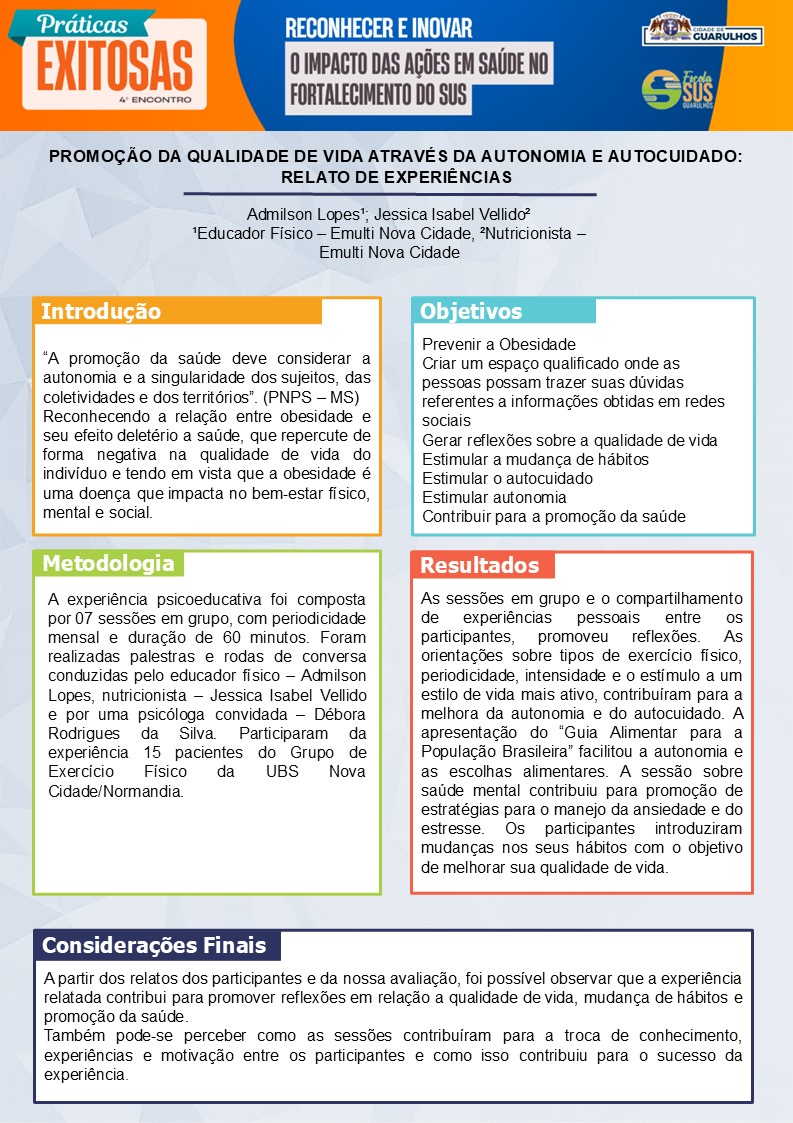 Práticas
EXITOSAS
4º ENCONTRO
RECONHECER E INOVAR
O IMPACTO DAS AÇÕES EM SAÚDE NO
FORTALECIMENTO DO SUS
CIDADE DE
GUARULHOS
Escola
SUS
GUARULHOS
PROMOÇÃO DA QUALIDADE DE VIDA ATRAVÉS DA AUTONOMIA E AUTOCUIDADO:
RELATO DE EXPERIÊNCIAS
Admilson Lopes¹; Jessica Isabel Vellido²
¹Educador Físico – Emulti Nova Cidade, ²Nutricionista –
Emulti Nova Cidade
Introdução
“A promoção da saúde deve considerar a
autonomia e a singularidade dos sujeitos, das
coletividades e dos territórios”. (PNPS – MS)
Reconhecendo a relação entre obesidade e
seu efeito deletério a saúde, que repercute de
forma negativa na qualidade de vida do
indivíduo e tendo em vista que a obesidade é
uma doença que impacta no bem-estar físico,
mental e social.
Objetivos
Prevenir a Obesidade
Criar um espaço qualificado onde as
pessoas possam trazer suas dúvidas
referentes a informações obtidas em redes
sociais
Gerar reflexões sobre a qualidade de vida
Estimular a mudança de hábitos
Estimular o autocuidado
Estimular autonomia
Contribuir para a promoção da saúde
Metodologia
A experiência psicoeducativa foi composta
por 07 sessões em grupo, com periodicidade
mensal e duração de 60 minutos. Foram
realizadas palestras e rodas de conversa
conduzidas pelo educador físico – Admilson
Lopes, nutricionista – Jessica Isabel Vellido
e por uma psicóloga convidada – Débora
Rodrigues da Silva. Participaram da
experiência 15 pacientes do Grupo de
Exercício Físico da UBS Nova
Cidade/Normandia.
Resultados
As sessões em grupo e o compartilhamento
de experiências pessoais entre os
participantes, promoveu reflexões. As
orientações sobre tipos de exercício físico,
periodicidade, intensidade e o estímulo a um
estilo de vida mais ativo, contribuíram para a
melhora da autonomia e do autocuidado. A
apresentação do “Guia Alimentar para a
População Brasileira” facilitou a autonomia e
as escolhas alimentares. A sessão sobre
saúde mental contribuiu para promoção de
estratégias para o manejo da ansiedade e do
estresse. Os participantes introduziram
mudanças nos seus hábitos com o objetivo
de melhorar sua qualidade de vida.
Considerações Finais
A partir dos relatos dos participantes e da nossa avaliação, foi possível observar que a experiência
relatada contribui para promover reflexões em relação a qualidade de vida, mudança de hábitos e
promoção da saúde.
Também pode-se perceber como as sessões contribuíram para a troca de conhecimento,
experiências e motivação entre os participantes e como isso contribuiu para o sucesso da
experiência.